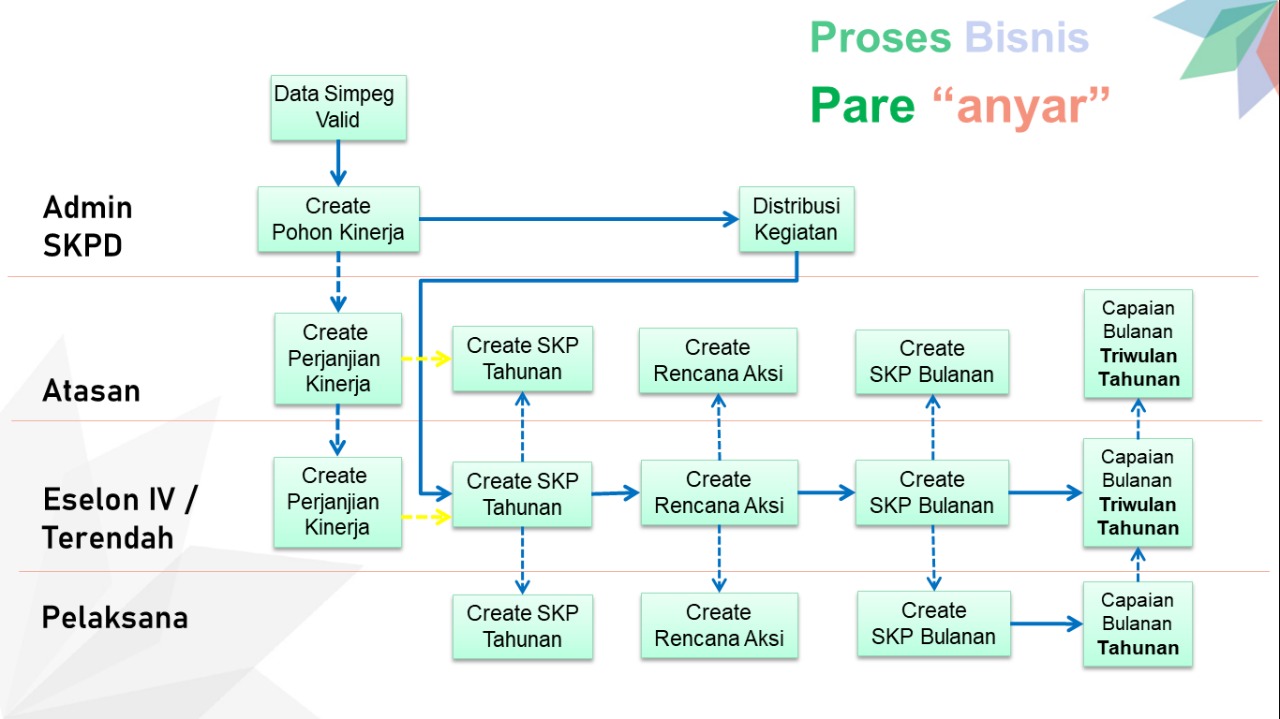 Proses Bisnis
Pare “anyar”
Data Simpeg
Valid
Admin
SKPD
Create
Pohon Kinerja
Distribusi
Kegiatan
Atasan
Create
Perjanjian
Kinerja
Create SKP
Tahunan
Create
Rencana Aksi
Create
SKP Bulanan
Capaian
Bulanan
Triwulan
Tahunan
Eselon IV /
Terendah
Create
Perjanjian
Kinerja
Create SKP
Tahunan
Create
Rencana Aksi
Create
SKP Bulanan
Capaian
Bulanan
Triwulan
Tahunan
Pelaksana
Create SKP
Tahunan
Create
Rencana Aksi
Create
SKP Bulanan
Capaian
Bulanan
Tahunan